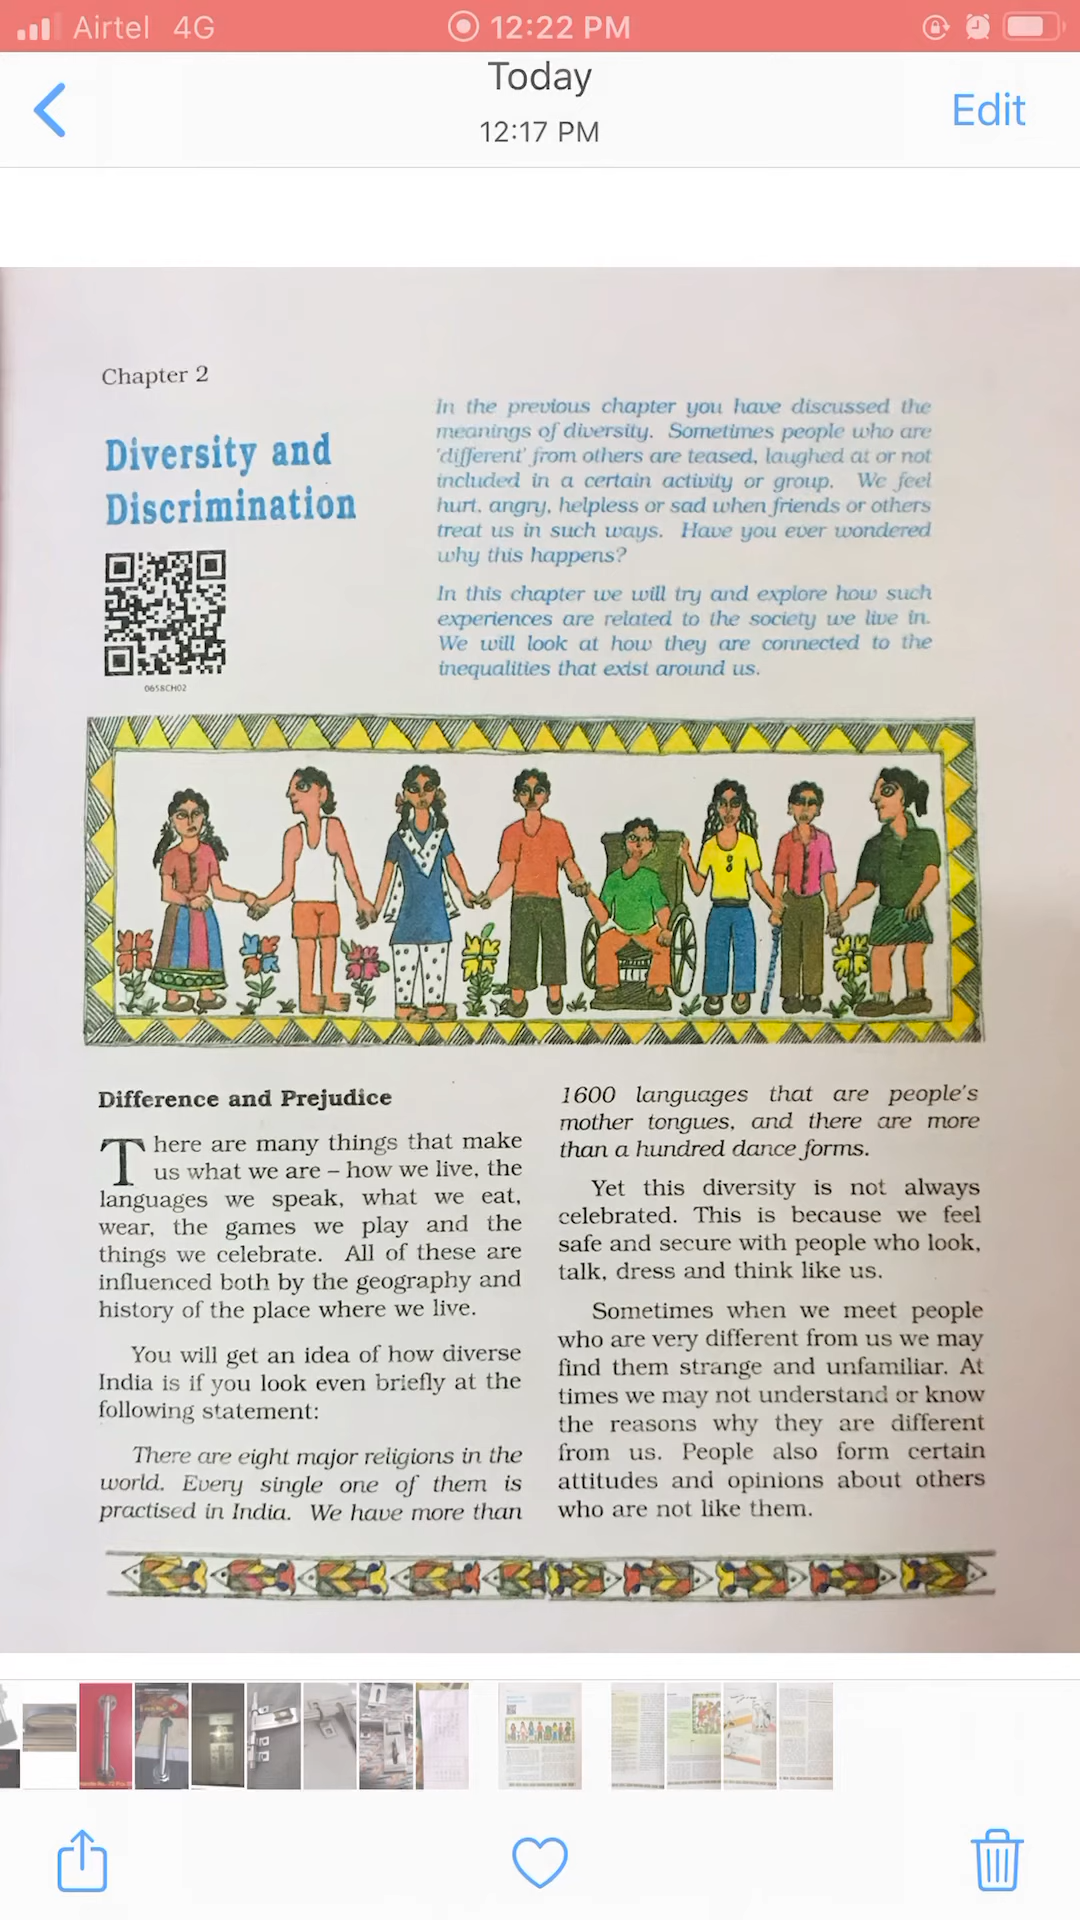 Airtel 4G 12:22 PM
Today
12:17 PM
Edit
Chapter 2
Diversity and
Discrimination
0658CH02
In the previous chapter you have discussed the
meanings of diversity. Sometimes people who are
'different' from others are teased, laughed at or not
included in a certain activity or group. We feel
hurt, angry, helpless or sad when friends or others
treat us in such ways. Have you ever wondered
why this happens?
In this chapter we will try and explore how such
experiences are related to the society we live in.
We will look at how they are connected to the
inequalities that exist around us.
Difference and Prejudice
There are many things that make
us what we are – how we live, the
languages we speak, what we eat,
wear, the games we play and the
things we celebrate. All of these are
influenced both by the geography and
history of the place where we live.
You will get an idea of how diverse
India is if you look even briefly at the
following statement:
There are eight major religions in the
world. Every single one of them is
practised in India. We have more than
1600 languages that are people's
mother tongues, and there are more
than a hundred dance forms.
Yet this diversity is not always
celebrated. This is because we feel
safe and secure with people who look,
talk, dress and think like us.
Sometimes when we meet people
who are very different from us we may
find them strange and unfamiliar. At
times we may not understand or know
the reasons why they are different
from us. People also form certain
attitudes and opinions about others
who are not like them.